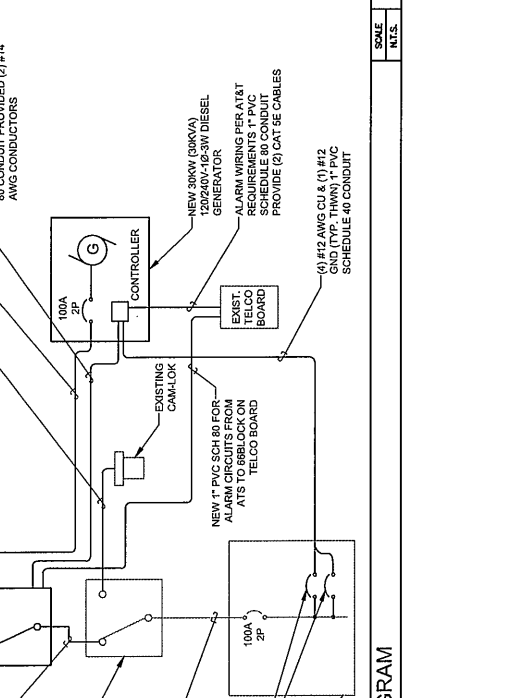 80 CONDUIT PROVIDED (2) #14
AWG CONDUCTORS
SCALE
N.T.S.
NEW 30KW (30KVA)
120/240V-1Ø-3W DIESEL
GENERATOR
ALARM WIRING PER AT&T
REQUIREMENTS 1" PVC
SCHEDULE 80 CONDUIT
PROVIDE (2) CAT 5E CABLES
(4) #12 AWG CU & (1) #12
GND (TYP. THWN) 1" PVC
SCHEDULE 40 CONDUIT
G
100A
2P
CONTROLLER
EXIST.
TELCO
BOARD
EXISTING
CAM-LOK
NEW 1" PVC SCH 80 FOR
ALARM CIRCUITS FROM
ATS TO 66BLOCK ON
TELCO BOARD
100A
2P
GRAM